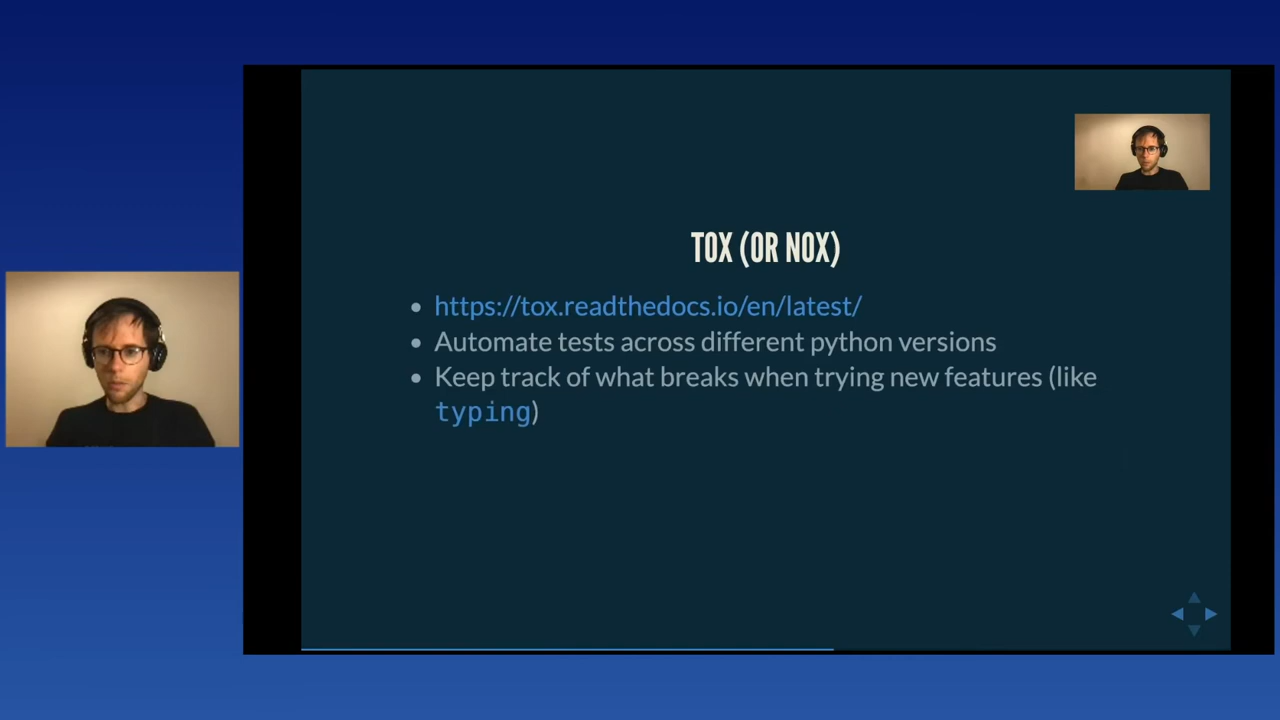 TOX (OR NOX)
https://tox.readthedocs.io/en/latest/
Automate tests across different python versions
Keep track of what breaks when trying new features (like
typing)